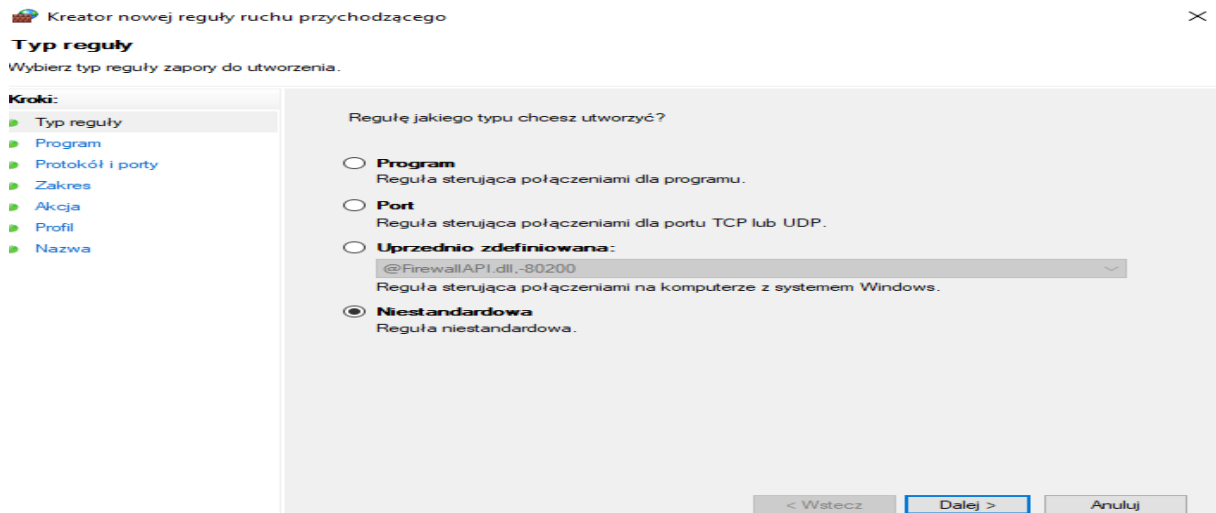 Kreator nowej reguły ruchu przychodzącego
Typ reguły
Wybierz typ reguły zapory do utworzenia.
Kroki:
Typ reguły
Program
Protokół i porty
Zakres
Akcja
Profil
Nazwa
Regułę jakiego typu chcesz utworzyć?
Program
Reguła sterująca połączeniami dla programu.
Port
Reguła sterująca połączeniami dla portu TCP lub UDP.
Uprzednio zdefiniowana:
@FirewallAPI.dll,-80200
Reguła sterująca połączeniami na komputerze z systemem Windows.
Niestandardowa
Reguła niestandardowa.
< Wstecz
Dalej >
Anuluj